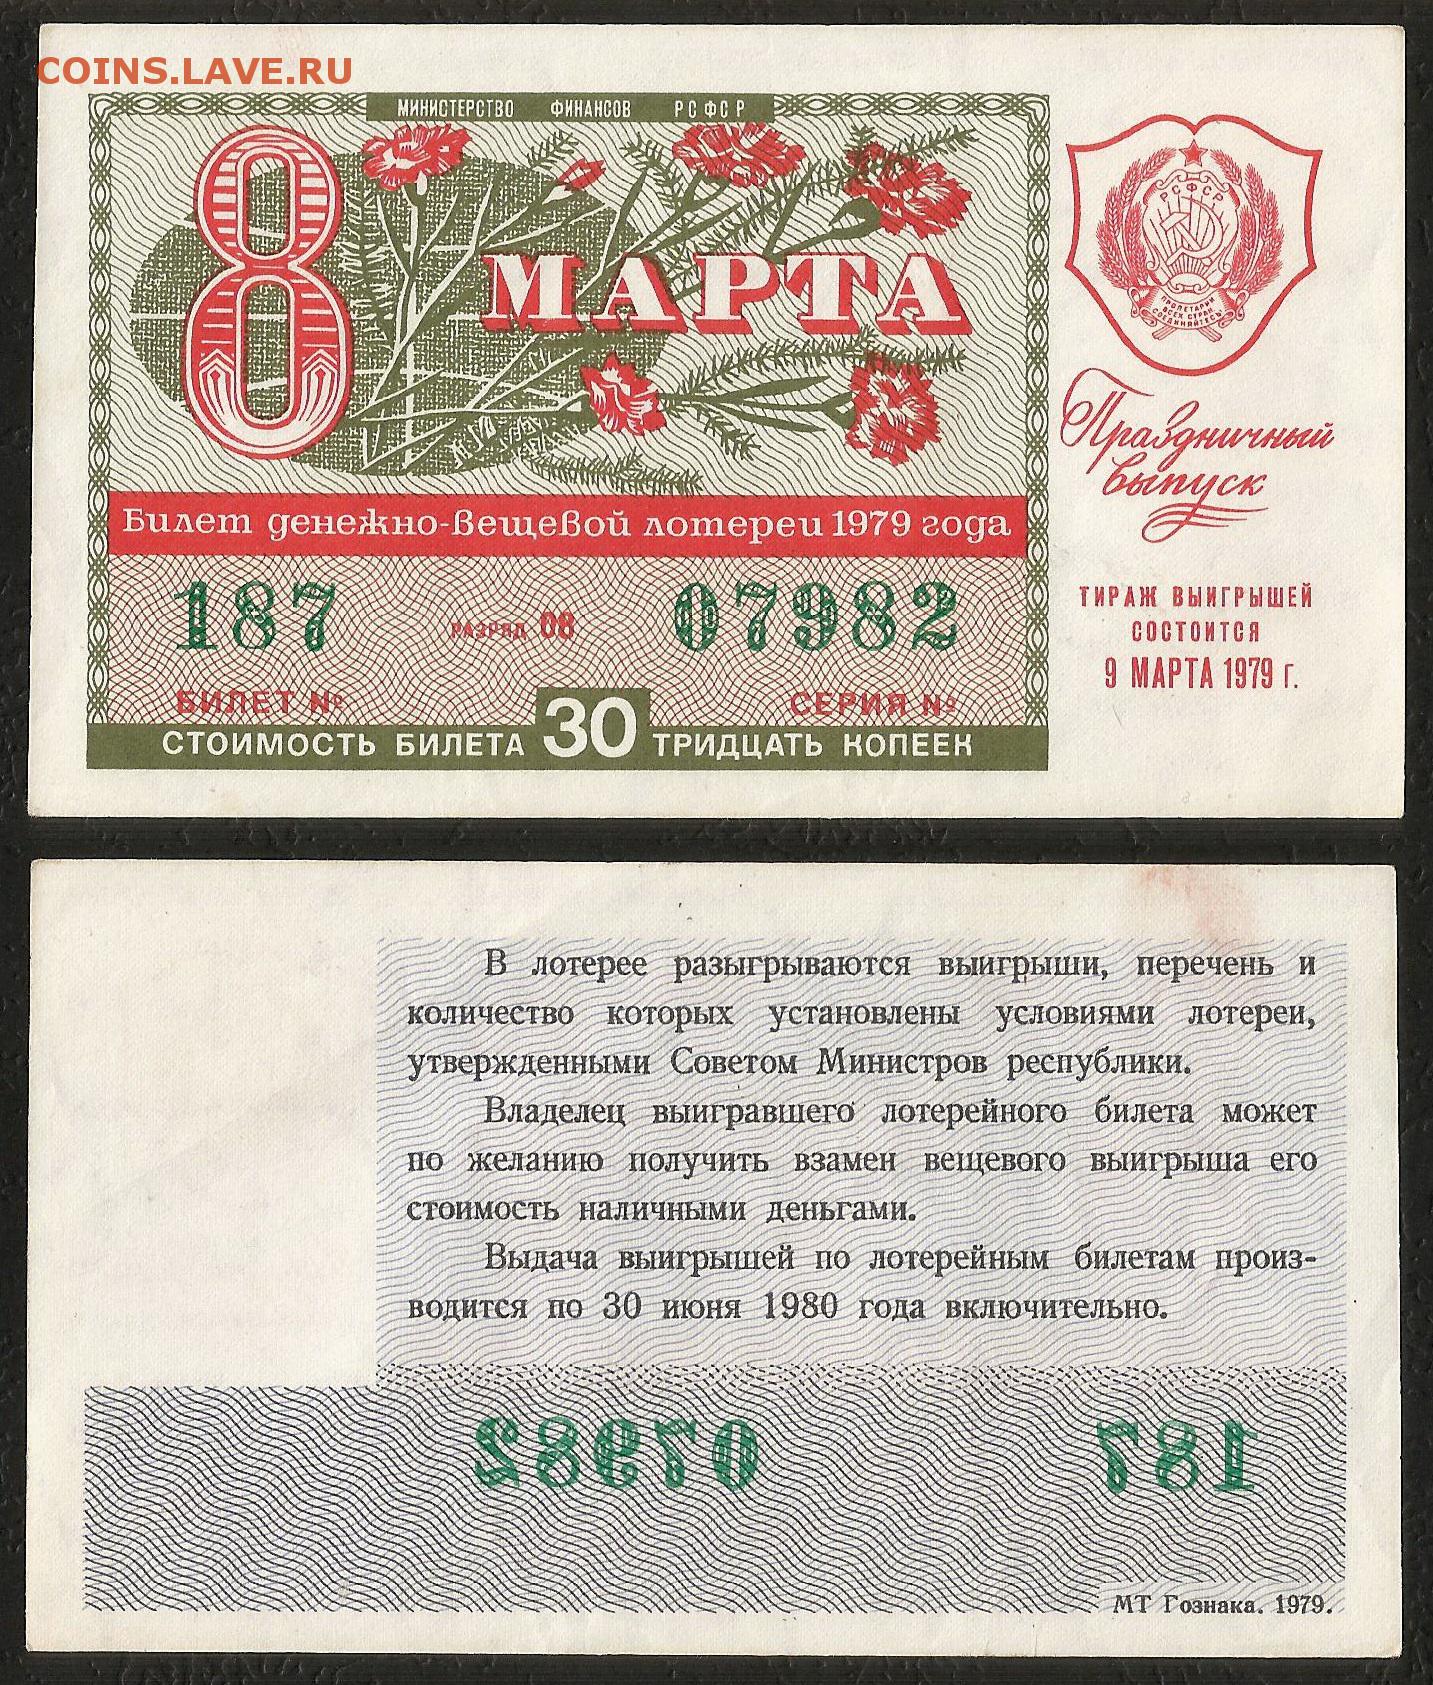 COINS.LAVE.RU
МИНИСТЕРСТВО ФИНАНСОВ РСФСР
8 МАРТА
РСФСР
ПРОЛЕТАРИИ
ВСЕХ СТРАН
СОЕДИНЯЙТЕСЬ
Праздничный
выпуск
Билет денежно-вещевой лотереи 1979 года
187 РАЗРЯД 08 07982
БИЛЕТ № СЕРИЯ №
СТОИМОСТЬ БИЛЕТА 30 ТРИДЦАТЬ КОПЕЕК
ТИРАЖ ВЫИГРЫШЕЙ
СОСТОИТСЯ
9 МАРТА 1979 г.
В лотерее разыгрываются выигрыши, перечень и
количество которых установлены условиями лотереи,
утвержденными Советом Министров республики.
Владелец выигравшего лотерейного билета может
по желанию получить взамен вещевого выигрыша его
стоимость наличными деньгами.
Выдача выигрышей по лотерейным билетам произ-
водится по 30 июня 1980 года включительно.
07982 187
МТ Гознака. 1979.